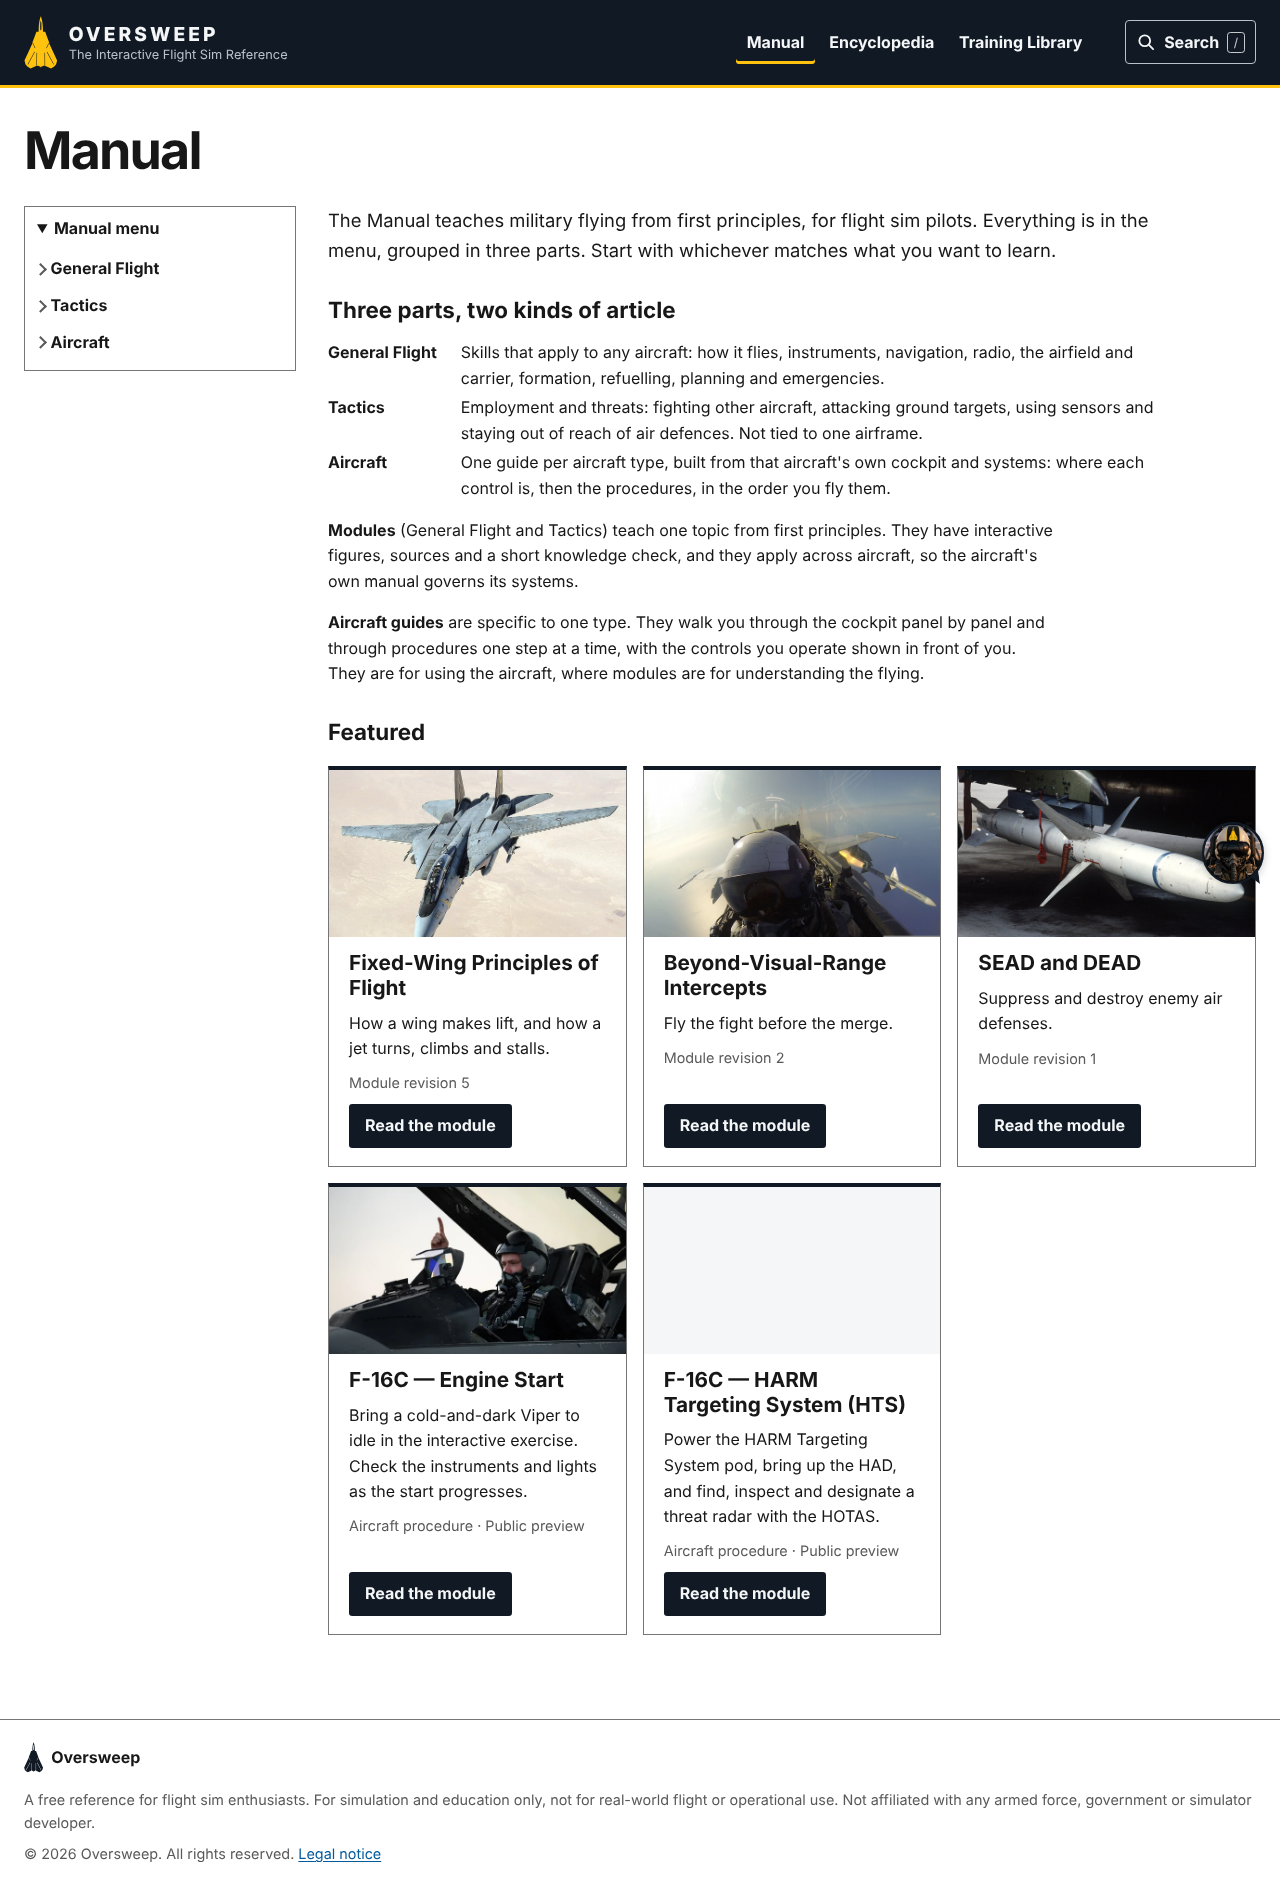 OVERSWEEP
The Interactive Flight Sim Reference
Manual
Encyclopedia
Training Library
Search /
Manual
Manual menu
General Flight
Tactics
Aircraft
The Manual teaches military flying from first principles, for flight sim pilots. Everything is in the
menu, grouped in three parts. Start with whichever matches what you want to learn.
Three parts, two kinds of article
General Flight
Skills that apply to any aircraft: how it flies, instruments, navigation, radio, the airfield and
carrier, formation, refuelling, planning and emergencies.
Tactics
Employment and threats: fighting other aircraft, attacking ground targets, using sensors and
staying out of reach of air defences. Not tied to one airframe.
Aircraft
One guide per aircraft type, built from that aircraft's own cockpit and systems: where each
control is, then the procedures, in the order you fly them.
Modules (General Flight and Tactics) teach one topic from first principles. They have interactive
figures, sources and a short knowledge check, and they apply across aircraft, so the aircraft's
own manual governs its systems.
Aircraft guides are specific to one type. They walk you through the cockpit panel by panel and
through procedures one step at a time, with the controls you operate shown in front of you.
They are for using the aircraft, where modules are for understanding the flying.
Featured
Fixed-Wing Principles of
Flight
How a wing makes lift, and how a
jet turns, climbs and stalls.
Module revision 5
Read the module
Beyond-Visual-Range
Intercepts
Fly the fight before the merge.
Module revision 2
Read the module
SEAD and DEAD
Suppress and destroy enemy air
defenses.
Module revision 1
Read the module
F-16C — Engine Start
Bring a cold-and-dark Viper to
idle in the interactive exercise.
Check the instruments and lights
as the start progresses.
Aircraft procedure · Public preview
Read the module
F-16C — HARM
Targeting System (HTS)
Power the HARM Targeting
System pod, bring up the HAD,
and find, inspect and designate a
threat radar with the HOTAS.
Aircraft procedure · Public preview
Read the module
Oversweep
A free reference for flight sim enthusiasts. For simulation and education only, not for real-world flight or operational use. Not affiliated with any armed force, government or simulator
developer.
© 2026 Oversweep. All rights reserved. Legal notice